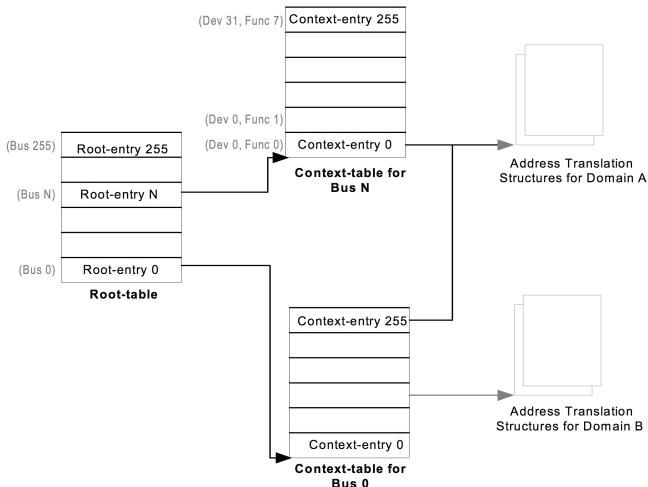 (Dev 31, Func 7)
Context-entry 255
(Dev 0, Func 1)
(Dev 0, Func 0)
Context-entry 0
Context-table for
Bus N
(Bus 255)
Root-entry 255
(Bus N)
Root-entry N
(Bus 0)
Root-entry 0
Root-table
Address Translation
Structures for Domain A
Context-entry 255
Context-entry 0
Context-table for
Bus 0
Address Translation
Structures for Domain B